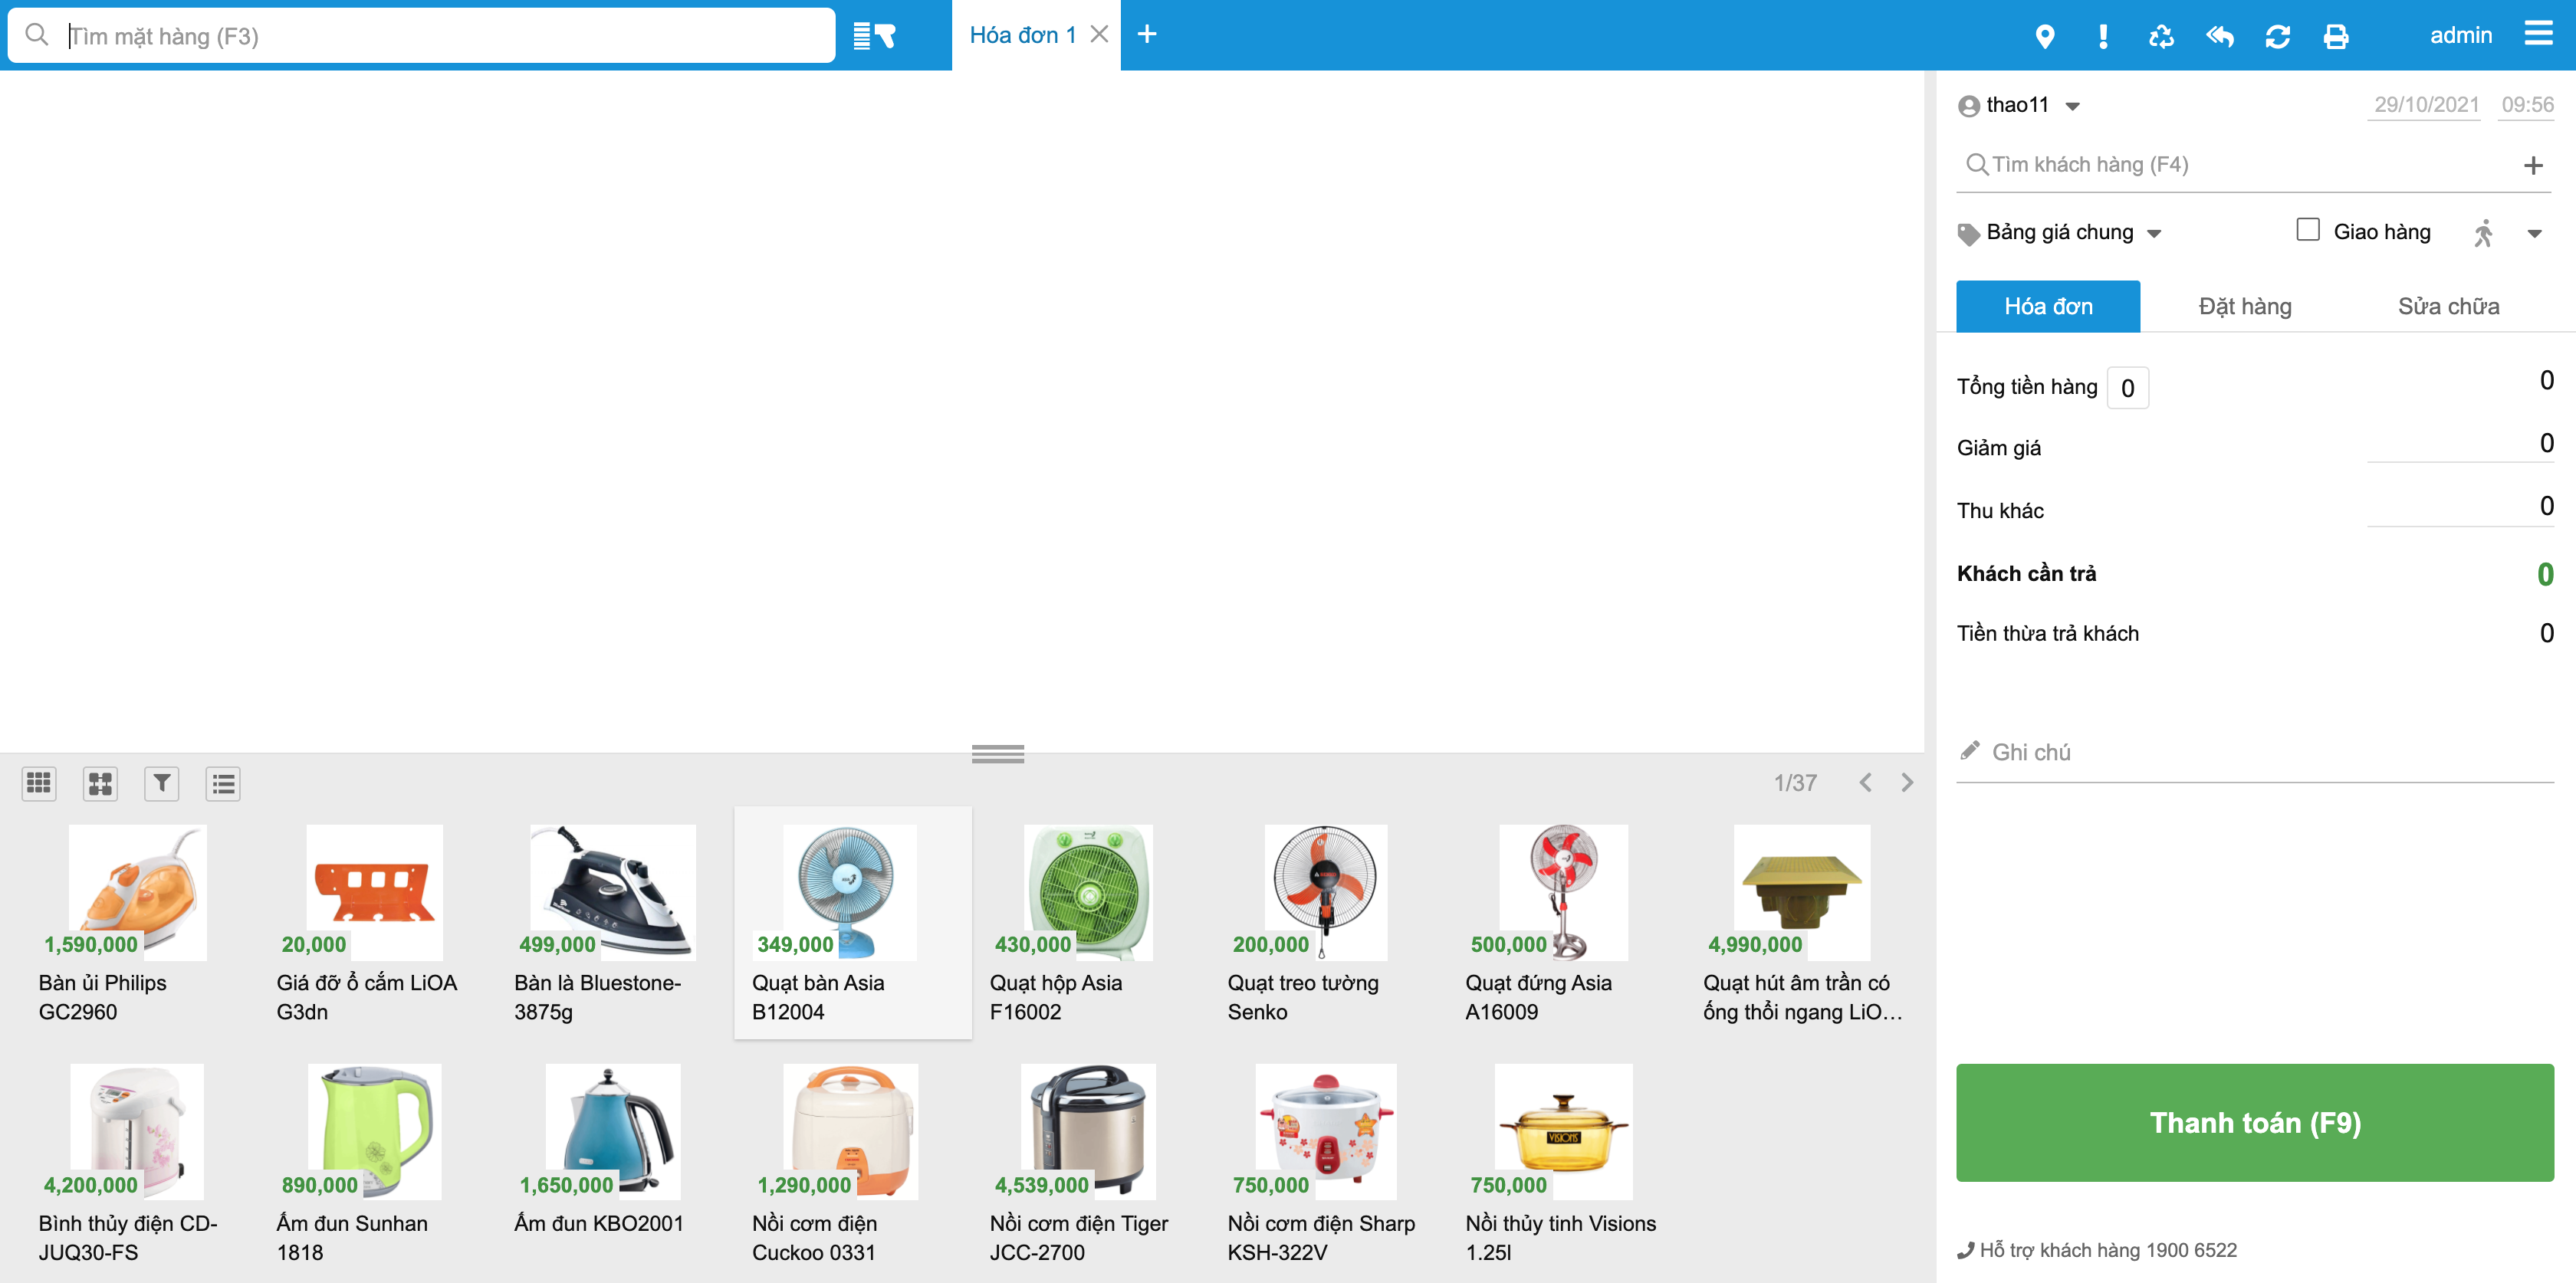 Tìm mặt hàng (F3)
Hóa đơn 1
admin
thao11
29/10/2021 09:56
Tìm khách hàng (F4)
Bảng giá chung
Giao hàng
Hóa đơn
Đặt hàng
Sửa chữa
Tổng tiền hàng 0 0
Giảm giá 0
Thu khác 0
Khách cần trả 0
Tiền thừa trả khách 0
Ghi chú
Thanh toán (F9)
Hỗ trợ khách hàng 1900 6522
1/37
1,590,000
Bàn ủi Philips
GC2960
20,000
Giá đỡ ổ cắm LiOA
G3dn
499,000
Bàn là Bluestone-
3875g
349,000
Quạt bàn Asia
B12004
430,000
Quạt hộp Asia
F16002
200,000
Quạt treo tường
Senko
500,000
Quạt đứng Asia
A16009
4,990,000
Quạt hút âm trần có
ống thổi ngang LiO...
4,200,000
Bình thủy điện CD-
JUQ30-FS
890,000
Ấm đun Sunhan
1818
1,650,000
Ấm đun KBO2001
1,290,000
Nồi cơm điện
Cuckoo 0331
4,539,000
Nồi cơm điện Tiger
JCC-2700
750,000
Nồi cơm điện Sharp
KSH-322V
VISIONS
750,000
Nồi thủy tinh Visions
1.25l